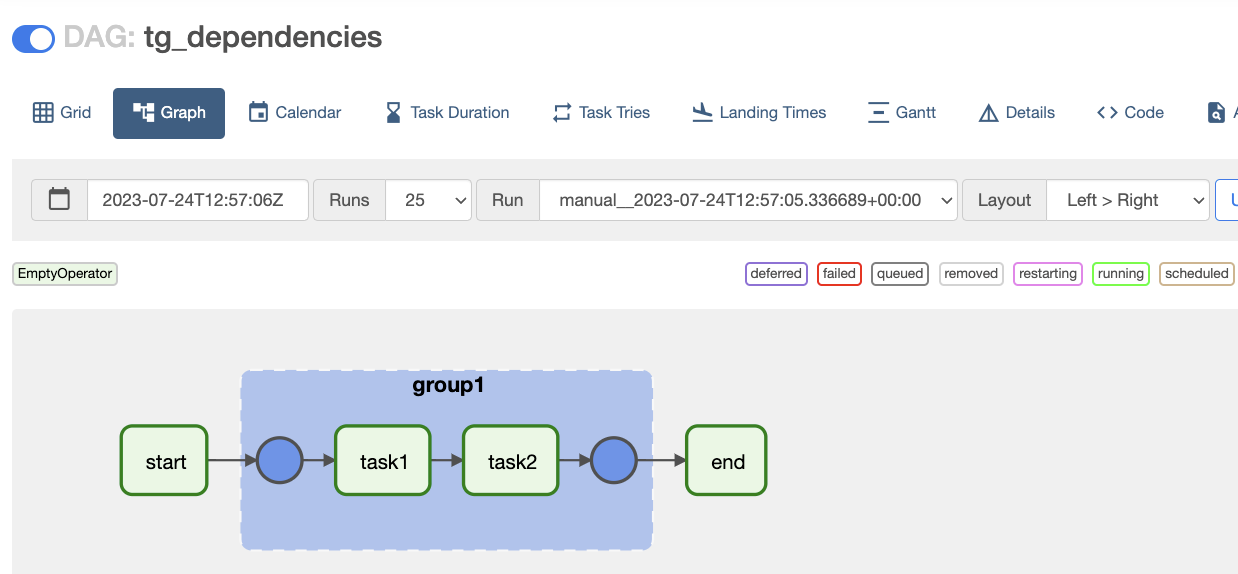 DAG: tg_dependencies
Grid Graph Calendar Task Duration Task Tries Landing Times Gantt Details Code A
2023-07-24T12:57:06Z Runs 25 Run manual__2023-07-24T12:57:05.336689+00:00 Layout Left > Right U
EmptyOperator deferred failed queued removed restarting running scheduled
group1
start task1 task2 end